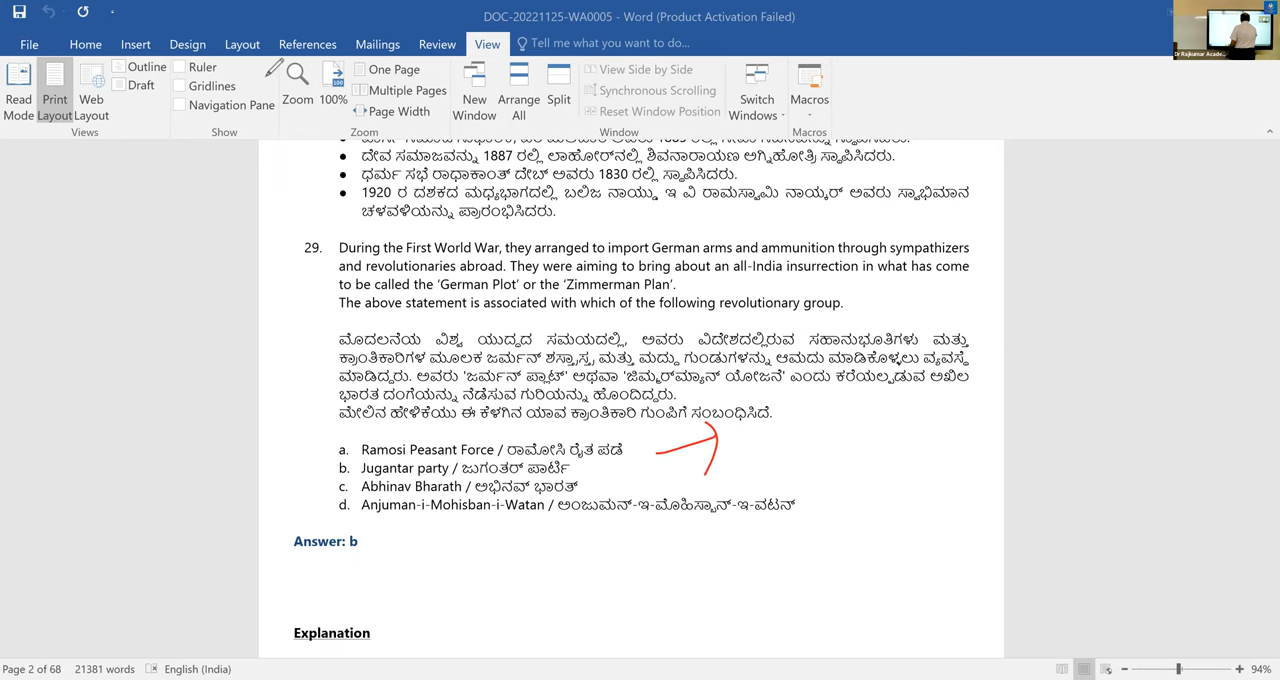 DOC-20221125-WA0005 - Word (Product Activation Failed)
File Home Insert Design Layout References Mailings Review View Tell me what you want to do...
Read Mode
Print Layout
Web Layout
Outline
Draft
Views
Ruler
Gridlines
Navigation Pane
Show
Zoom
100%
One Page
Multiple Pages
Page Width
Zoom
New Window
Arrange All
Split
View Side by Side
Synchronous Scrolling
Reset Window Position
Window
Switch Windows
Macros
Macros
• ದೇವ ಸಮಾಜವನ್ನು 1887 ರಲ್ಲಿ ಲಾಹೋರ್‌ನಲ್ಲಿ ಶಿವನಾರಾಯಣ ಅಗ್ನಿಹೋತ್ರಿ ಸ್ಥಾಪಿಸಿದರು.
• ಧರ್ಮ ಸಭೆ ರಾಧಾಕಾಂತ್ ದೇಬ್ ಅವರು 1830 ರಲ್ಲಿ ಸ್ಥಾಪಿಸಿದರು.
• 1920 ರ ದಶಕದ ಮಧ್ಯಭಾಗದಲ್ಲಿ ಬಲಿಜ ನಾಯ್ಡು ಇ ವಿ ರಾಮಸ್ವಾಮಿ ನಾಯ್ಕರ್ ಅವರು ಸ್ವಾಭಿಮಾನ
ಚಳವಳಿಯನ್ನು ಪ್ರಾರಂಭಿಸಿದರು.
29. During the First World War, they arranged to import German arms and ammunition through sympathizers
and revolutionaries abroad. They were aiming to bring about an all-India insurrection in what has come
to be called the 'German Plot' or the 'Zimmerman Plan'.
The above statement is associated with which of the following revolutionary group.
ಮೊದಲನೆಯ ವಿಶ್ವ ಯುದ್ಧದ ಸಮಯದಲ್ಲಿ, ಅವರು ವಿದೇಶದಲ್ಲಿರುವ ಸಹಾನುಭೂತಿಗಳು ಮತ್ತು
ಕ್ರಾಂತಿಕಾರಿಗಳ ಮೂಲಕ ಜರ್ಮನ್ ಶಸ್ತ್ರಾಸ್ತ್ರ ಮತ್ತು ಮದ್ದು ಗುಂಡುಗಳನ್ನು ಆಮದು ಮಾಡಿಕೊಳ್ಳಲು ವ್ಯವಸ್ಥೆ
ಮಾಡಿದ್ದರು. ಅವರು 'ಜರ್ಮನ್ ಪ್ಲಾಟ್' ಅಥವಾ 'ಜಿಮ್ಮರ್‌ಮ್ಯಾನ್ ಯೋಜನೆ' ಎಂದು ಕರೆಯಲ್ಪಡುವ ಅಖಿಲ
ಭಾರತ ದಂಗೆಯನ್ನು ನಡೆಸುವ ಗುರಿಯನ್ನು ಹೊಂದಿದ್ದರು.
ಮೇಲಿನ ಹೇಳಿಕೆಯು ಈ ಕೆಳಗಿನ ಯಾವ ಕ್ರಾಂತಿಕಾರಿ ಗುಂಪಿಗೆ ಸಂಬಂಧಿಸಿದೆ.
a. Ramosi Peasant Force / ರಾಮೋಸಿ ರೈತ ಪಡೆ
b. Jugantar party / ಜುಗಂತರ್ ಪಾರ್ಟಿ
c. Abhinav Bharath / ಅಭಿನವ್ ಭಾರತ್
d. Anjuman-i-Mohisban-i-Watan / ಅಂಜುಮನ್-ಇ-ಮೊಹಿಸ್ಬಾನ್-ಇ-ವಟನ್
Answer: b
Explanation
Page 2 of 68 21381 words English (India) 94%